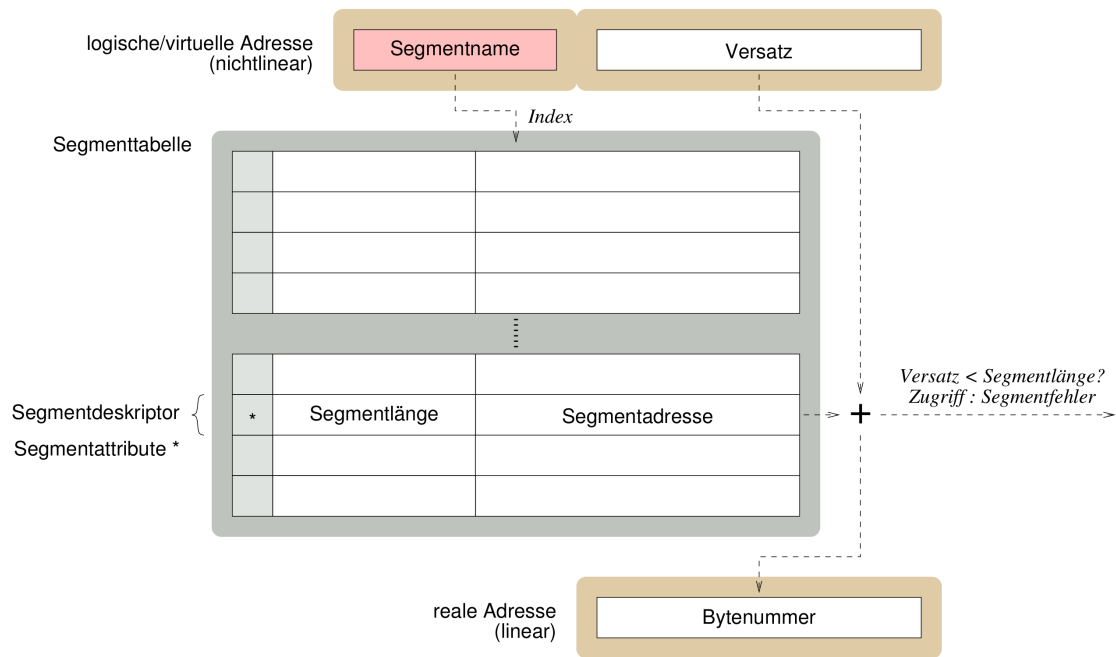 logische/virtuelle Adresse
(nichtlinear)
Segmentname
Versatz
Index
Segmenttabelle
Versatz < Segmentlänge?
Zugriff : Segmentfehler
Segmentdeskriptor
*
Segmentlänge
Segmentadresse
+
Segmentattribute *
reale Adresse
(linear)
Bytenummer